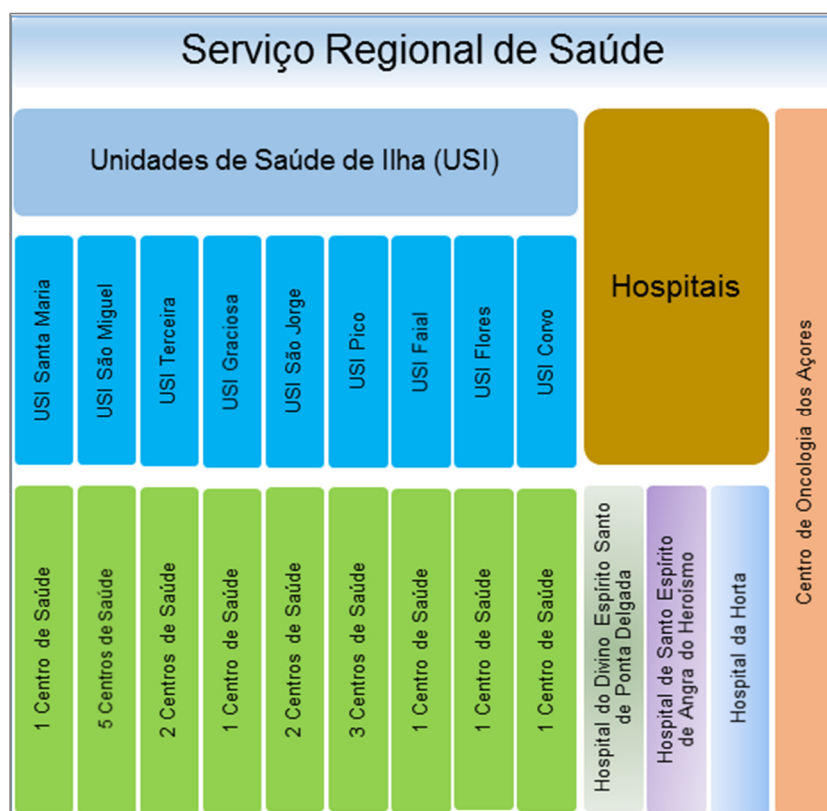 Serviço Regional de Saúde
Unidades de Saúde de Ilha (USI)
Hospitais
Centro de Oncologia dos Açores
USI Santa Maria
USI São Miguel
USI Terceira
USI Graciosa
USI São Jorge
USI Pico
USI Faial
USI Flores
USI Corvo
1 Centro de Saúde
5 Centros de Saúde
2 Centros de Saúde
1 Centro de Saúde
2 Centros de Saúde
3 Centros de Saúde
1 Centro de Saúde
1 Centro de Saúde
1 Centro de Saúde
Hospital do Divino Espírito Santo
de Ponta Delgada
Hospital de Santo Espírito
de Angra do Heroísmo
Hospital da Horta